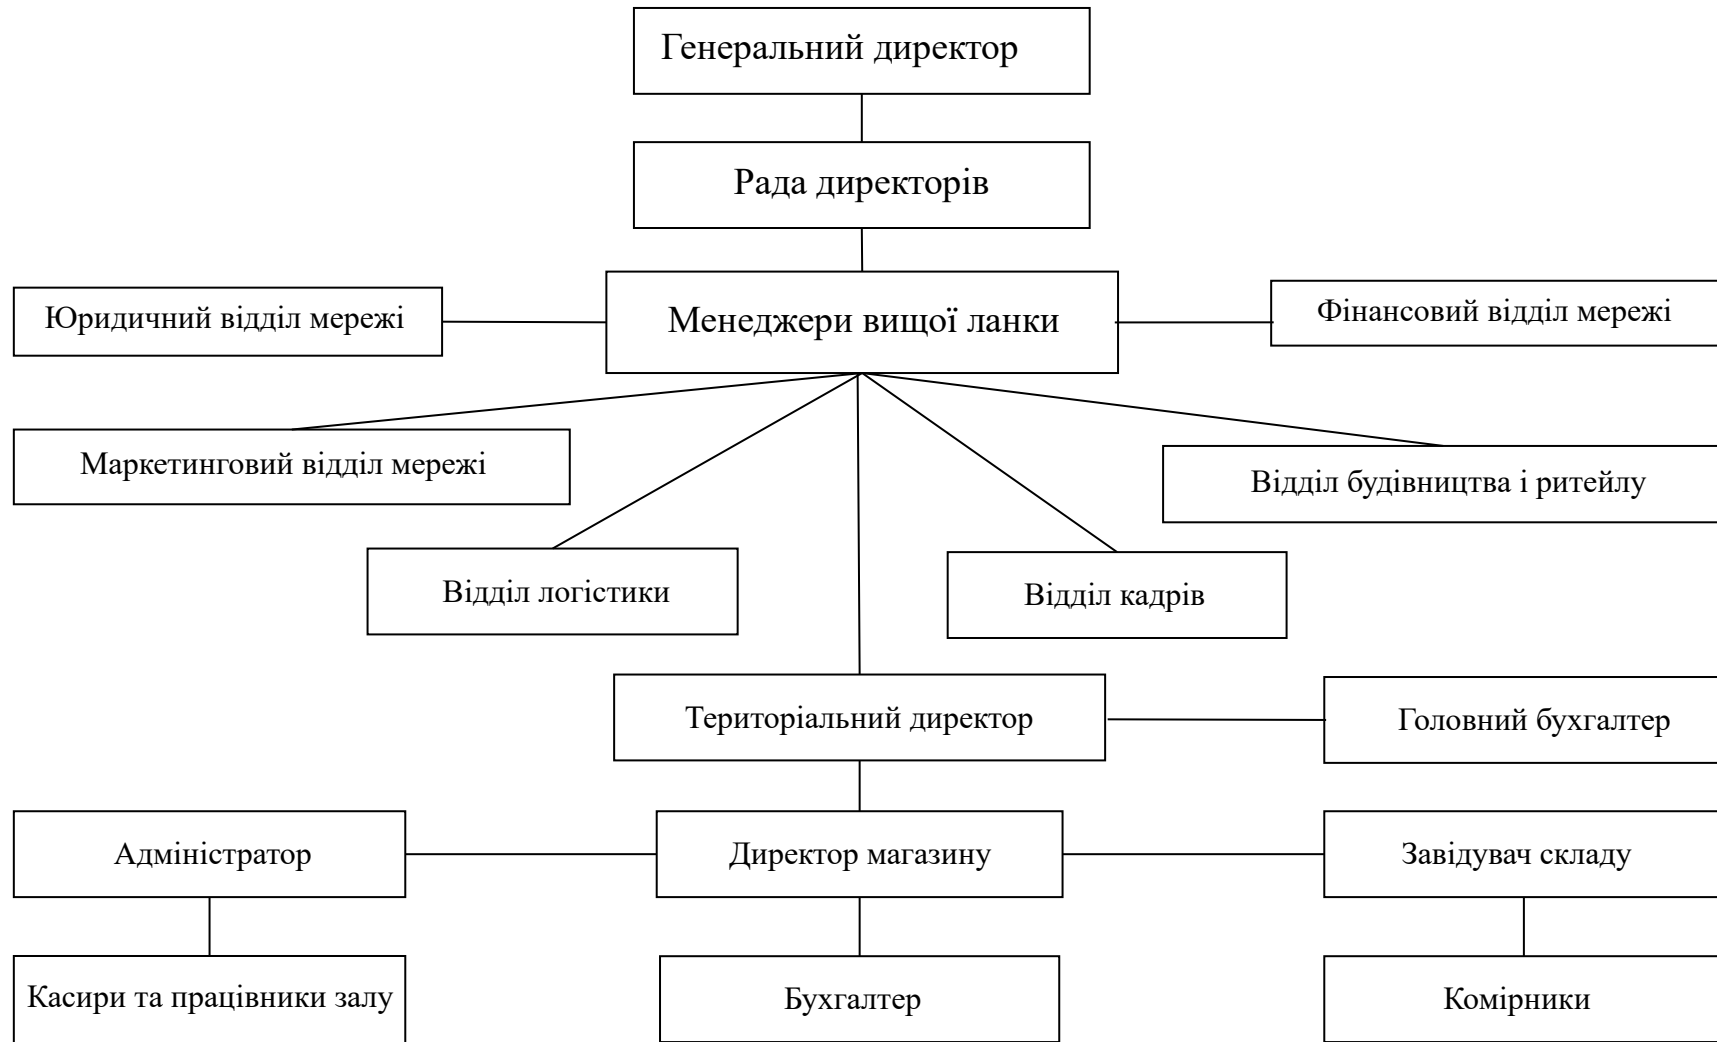 Генеральний директор
Рада директорів
Юридичний відділ мережі
Менеджери вищої ланки
Фінансовий відділ мережі
Маркетинговий відділ мережі
Відділ будівництва і ритейлу
Відділ логістики
Відділ кадрів
Територіальний директор
Головний бухгалтер
Адміністратор
Директор магазину
Завідувач складу
Касири та працівники залу
Бухгалтер
Комірники